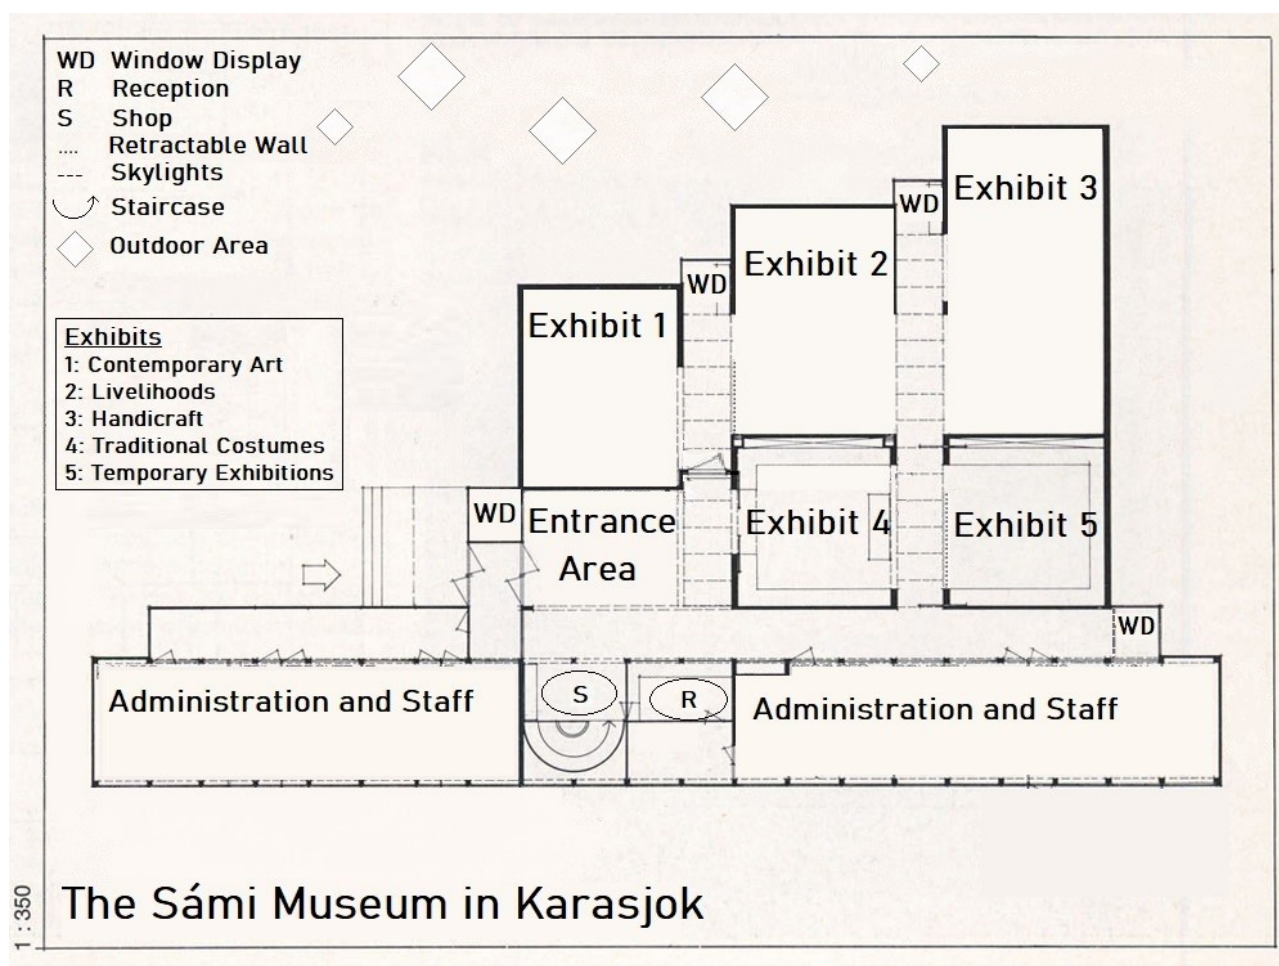 WD Window Display
R Reception
S Shop
.... Retractable Wall
--- Skylights
Staircase
Outdoor Area
Exhibits
1: Contemporary Art
2: Livelihoods
3: Handicraft
4: Traditional Costumes
5: Temporary Exhibitions
Exhibit 3
WD
Exhibit 2
WD
Exhibit 1
WD
Entrance
Area
Exhibit 4
Exhibit 5
WD
Administration and Staff
S
R
Administration and Staff
The Sámi Museum in Karasjok
1:350